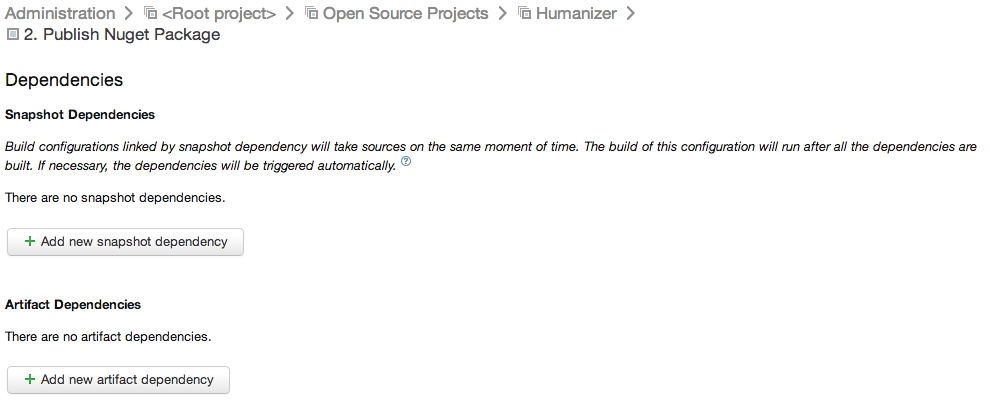 Administration > <Root project> > Open Source Projects > Humanizer >
2. Publish Nuget Package
Dependencies
Snapshot Dependencies
Build configurations linked by snapshot dependency will take sources on the same moment of time. The build of this configuration will run after all the dependencies are
built. If necessary, the dependencies will be triggered automatically. ?
There are no snapshot dependencies.
+ Add new snapshot dependency
Artifact Dependencies
There are no artifact dependencies.
+ Add new artifact dependency